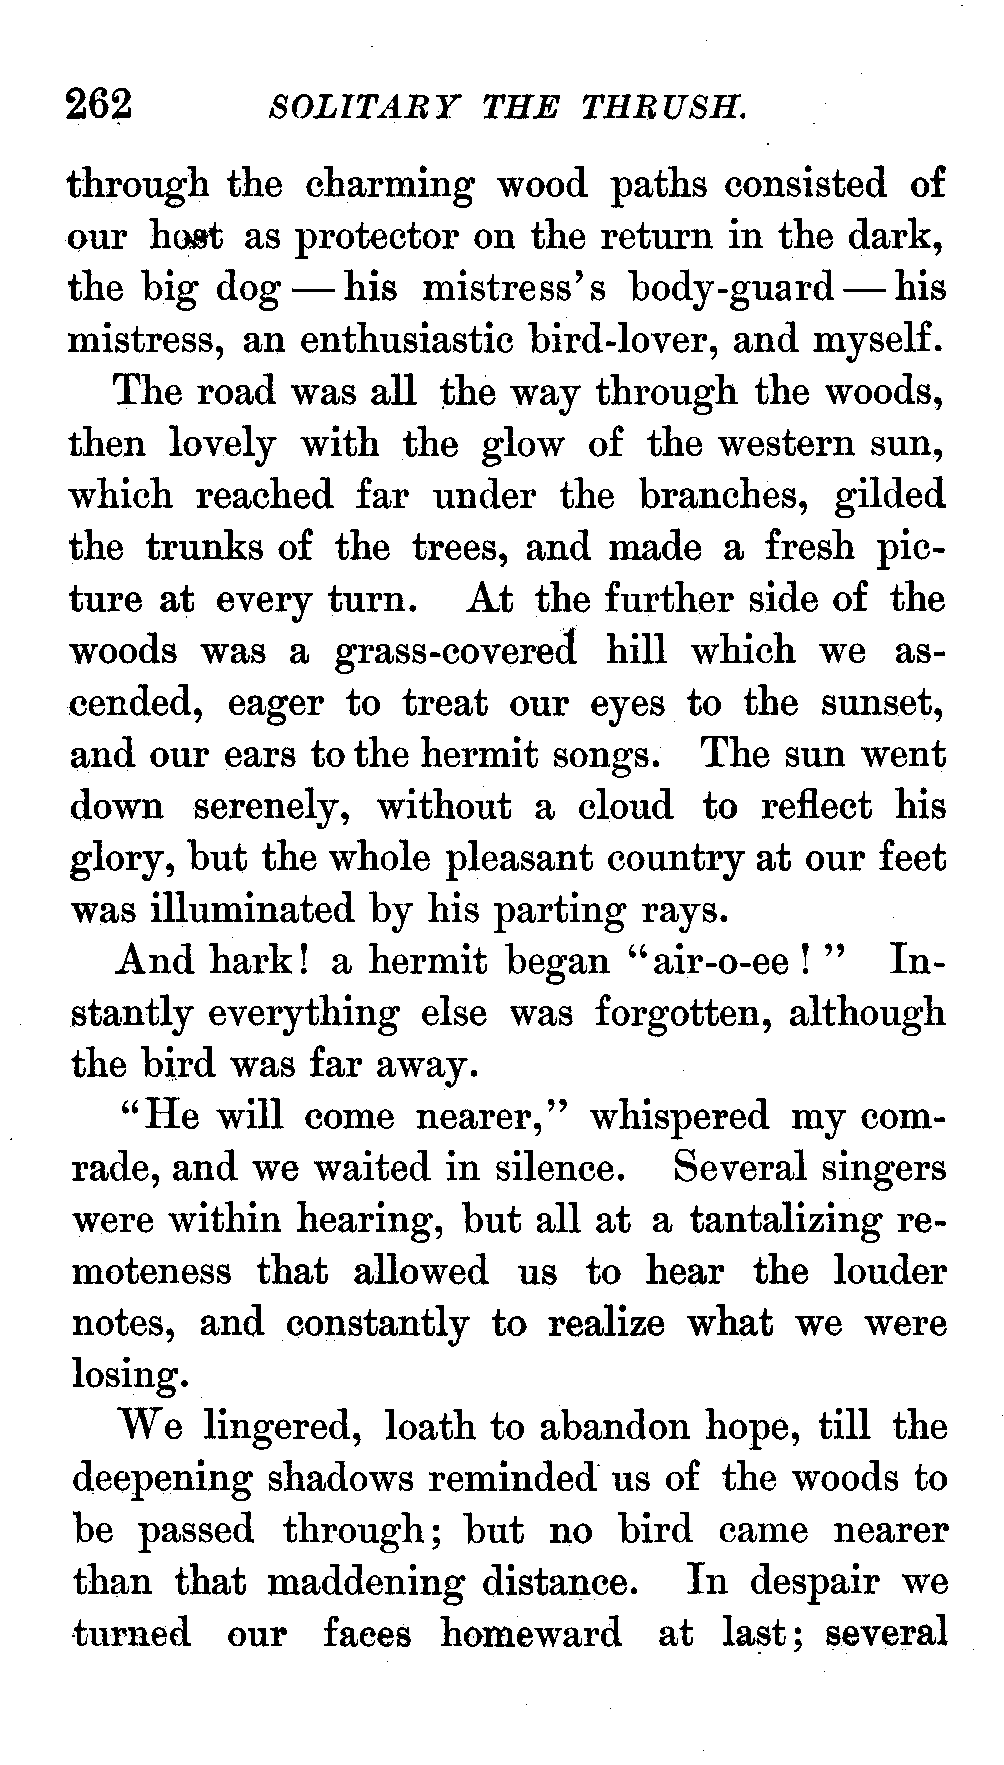 262 SOLITARY THE THRUSH.
through the charming wood paths consisted of
our host as protector on the return in the dark,
the big dog — his mistress's body-guard — his
mistress, an enthusiastic bird-lover, and myself.
The road was all the way through the woods,
then lovely with the glow of the western sun,
which reached far under the branches, gilded
the trunks of the trees, and made a fresh pic-
ture at every turn. At the further side of the
woods was a grass-covered hill which we as-
cended, eager to treat our eyes to the sunset,
and our ears to the hermit songs. The sun went
down serenely, without a cloud to reflect his
glory, but the whole pleasant country at our feet
was illuminated by his parting rays.
And hark! a hermit began "air-o-ee!" In-
stantly everything else was forgotten, although
the bird was far away.
"He will come nearer," whispered my com-
rade, and we waited in silence. Several singers
were within hearing, but all at a tantalizing re-
moteness that allowed us to hear the louder
notes, and constantly to realize what we were
losing.
We lingered, loath to abandon hope, till the
deepening shadows reminded us of the woods to
be passed through; but no bird came nearer
than that maddening distance. In despair we
turned our faces homeward at last; several